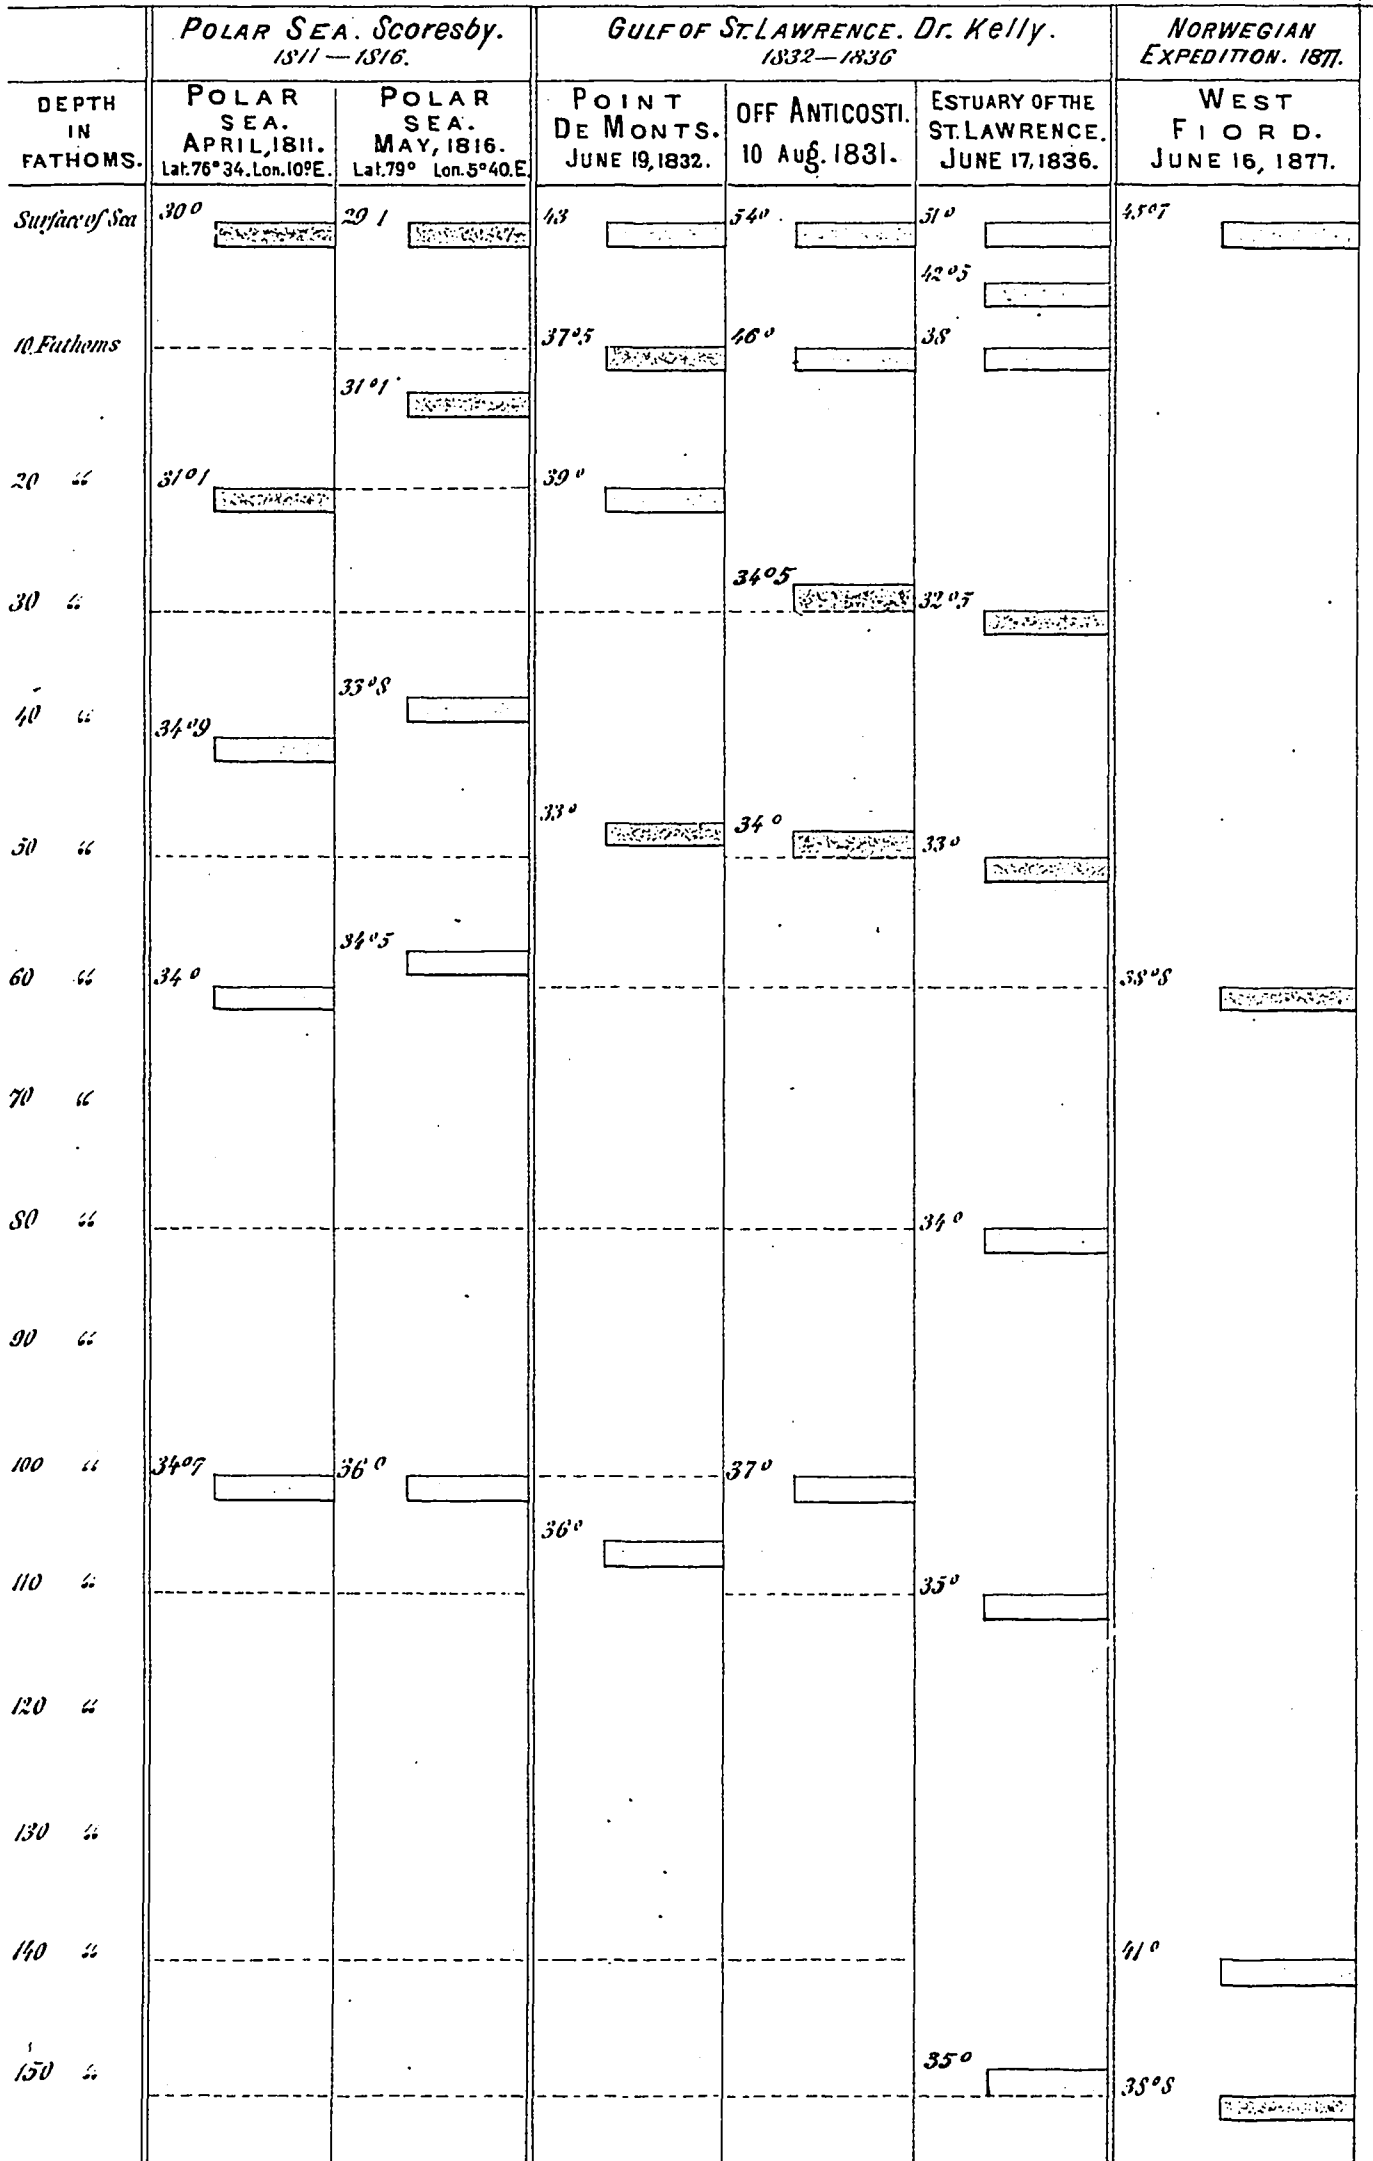 POLAR SEA. Scoresby.
1811—1816.
GULF OF ST. LAWRENCE. Dr. Kelly.
1832—1836
NORWEGIAN
EXPEDITION. 1877.
DEPTH
IN
FATHOMS.
POLAR
SEA.
APRIL, 1811.
Lat. 76° 34. Lon. 10° E.
POLAR
SEA.
MAY, 1816.
Lat. 79° Lon. 5° 40. E.
POINT
DE MONTS.
JUNE 19, 1832.
OFF ANTICOSTI.
10 Aug. 1831.
ESTUARY OF THE
ST. LAWRENCE.
JUNE 17, 1836.
WEST
FIORD.
JUNE 16, 1877.
Surface of Sea 30° 29 1 43 54° 51° 45°7
42°5
10 Fathoms 37°5 46° 38
31°1
20 " 31°1 39°
34°5
30 " 32°5
33°8
40 " 34°9
33° 34°
50 " 33°
34°5
60 " 34° 38°8
70 "
80 " 34°
90 "
100 " 34°7 36° 37°
36°
110 " 35°
120 "
130 "
140 " 41°
35°
150 " 38°8